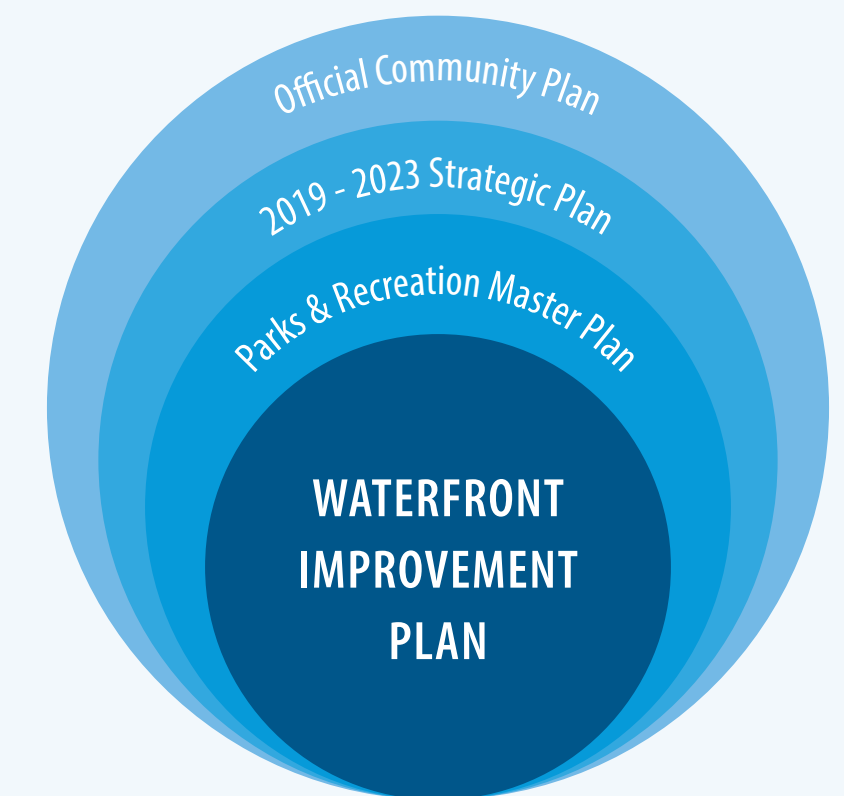 Official Community Plan
2019 - 2023 Strategic Plan
Parks & Recreation Master Plan
WATERFRONT
IMPROVEMENT
PLAN